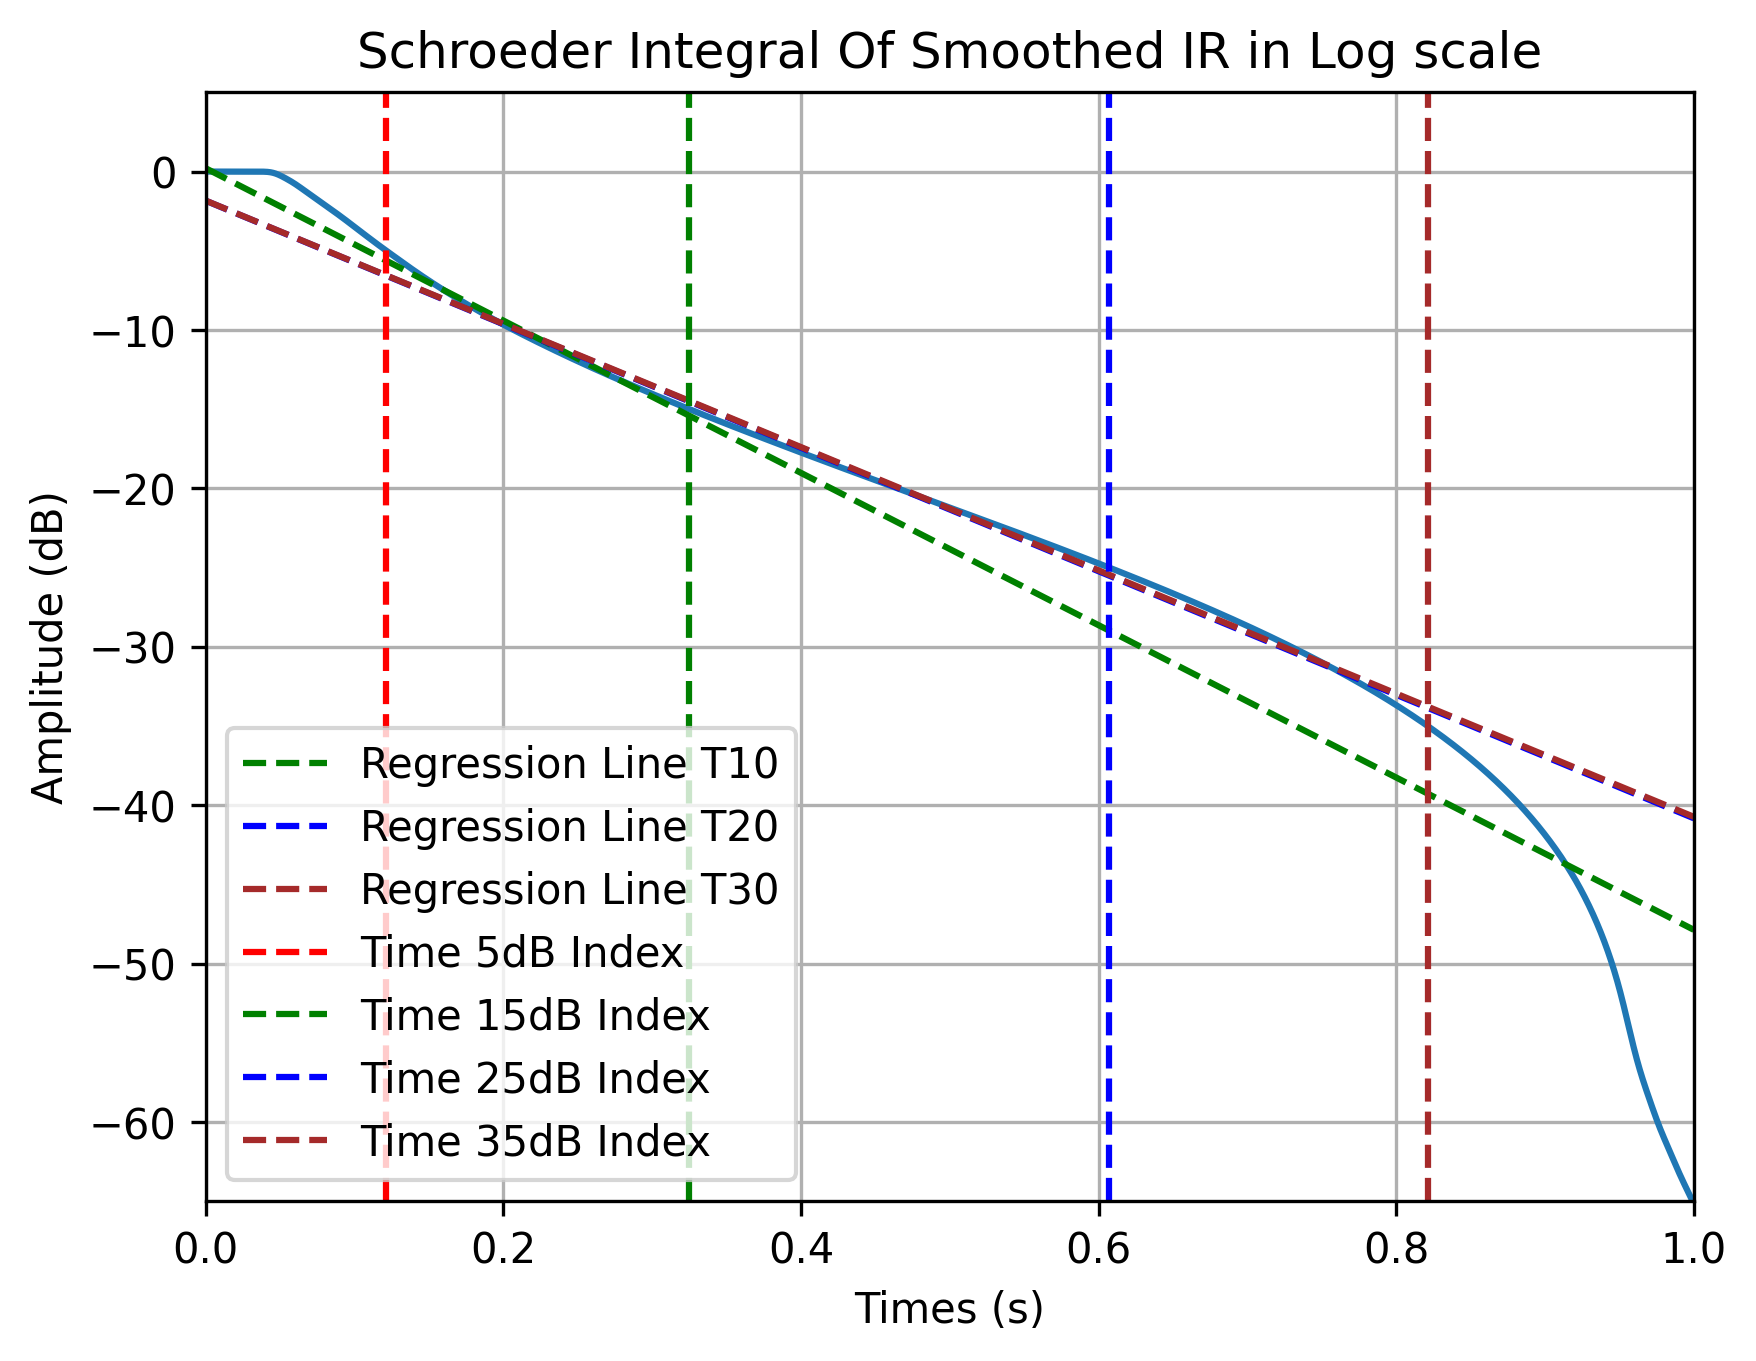 Schroeder Integral Of Smoothed IR in Log scale
Amplitude (dB)
0
−10
−20
−30
−40
−50
−60
Regression Line T10
Regression Line T20
Regression Line T30
Time 5dB Index
Time 15dB Index
Time 25dB Index
Time 35dB Index
0.0 0.2 0.4 0.6 0.8 1.0
Times (s)